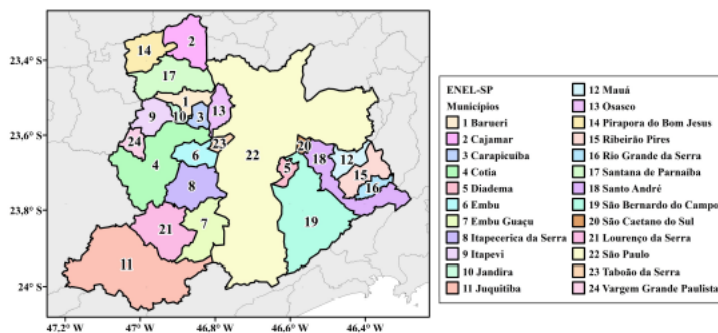 23,4° S
23,6° S
23,8° S
24° S
47,2° W
47° W
46,8° W
46,6° W
46,4° W
14
2
17
1
9
10
3
13
24
4
6
23
22
20
18
12
5
15
16
8
19
21
7
11
ENEL-SP
Municípios
1 Barueri
2 Cajamar
3 Carapicuíba
4 Cotia
5 Diadema
6 Embu
7 Embu Guaçu
8 Itapecerica da Serra
9 Itapevi
10 Jandira
11 Juquitiba
12 Mauá
13 Osasco
14 Pirapora do Bom Jesus
15 Ribeirão Pires
16 Rio Grande da Serra
17 Santana de Parnaíba
18 Santo André
19 São Bernardo do Campo
20 São Caetano do Sul
21 Lourenço da Serra
22 São Paulo
23 Taboão da Serra
24 Vargem Grande Paulista